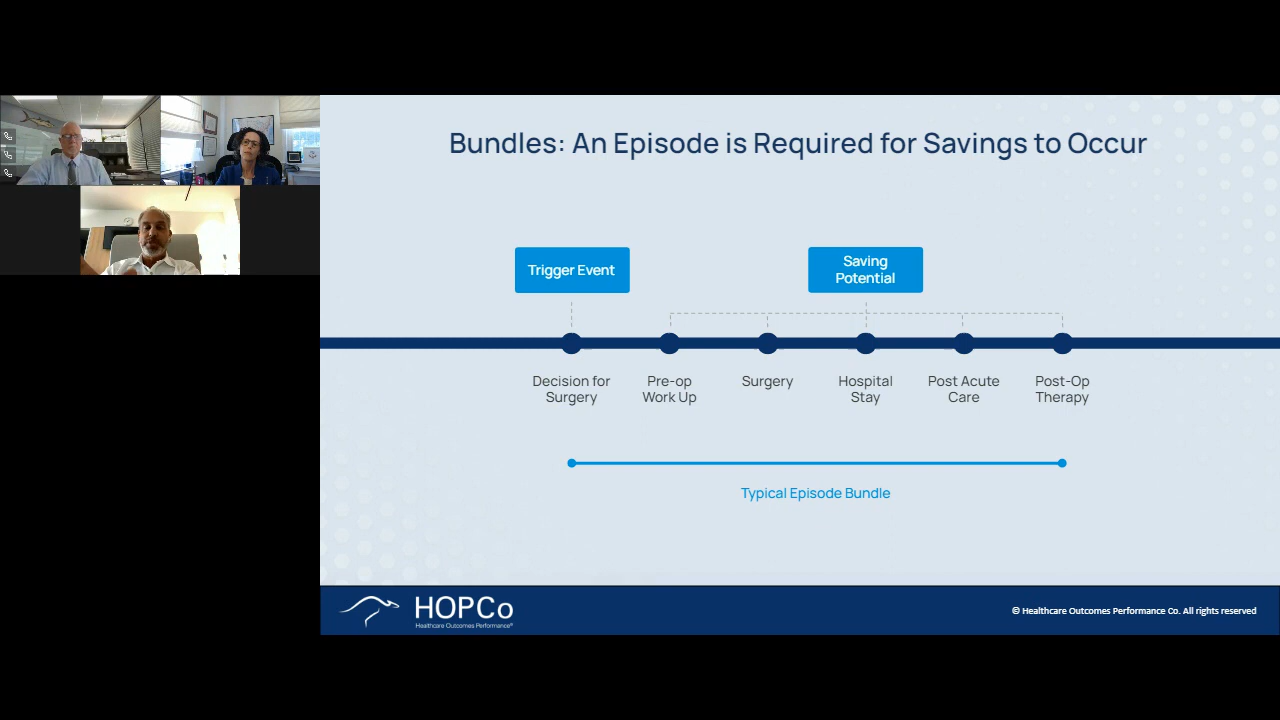 Bundles: An Episode is Required for Savings to Occur
Trigger Event
Saving
Potential
Decision for
Surgery
Pre-op
Work Up
Surgery
Hospital
Stay
Post Acute
Care
Post-Op
Therapy
Typical Episode Bundle
HOPCo
Healthcare Outcomes Performance®
© Healthcare Outcomes Performance Co. All rights reserved